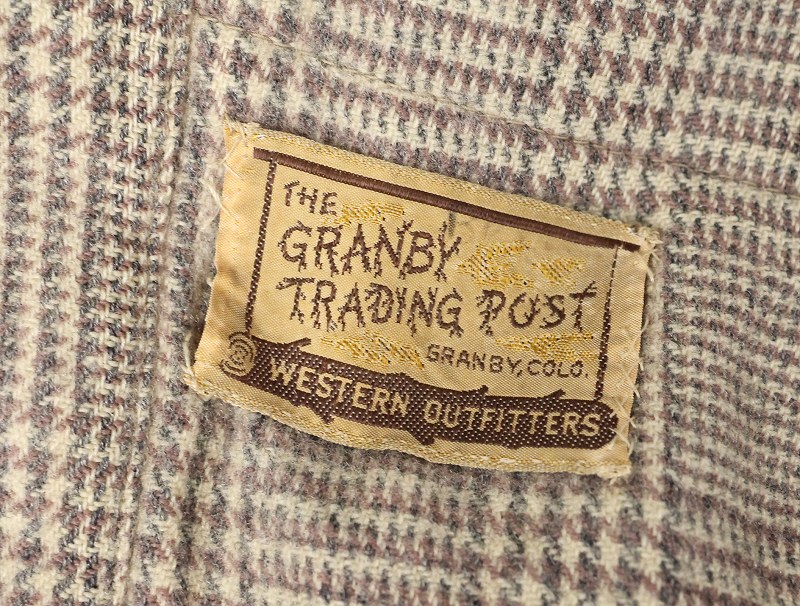 THE
GRANBY
TRADING POST
GRANBY, COLO.
WESTERN OUTFITTERS